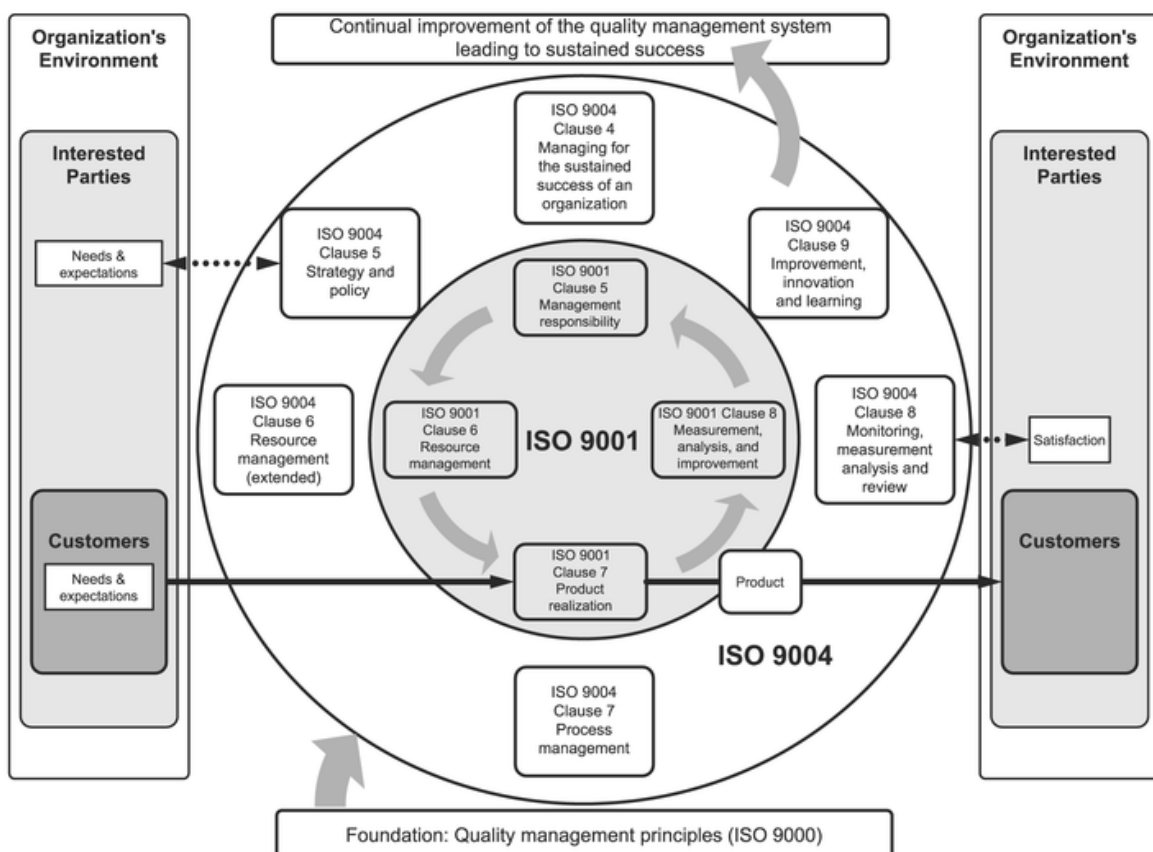 Continual improvement of the quality management system
leading to sustained success
Organization's
Environment
Interested
Parties
Needs &
expectations
Customers
Needs &
expectations
ISO 9004
Clause 4
Managing for
the sustained
success of an
organization
ISO 9004
Clause 5
Strategy and
policy
ISO 9004
Clause 9
Improvement,
innovation
and learning
ISO 9001
Clause 5
Management
responsibility
ISO 9004
Clause 6
Resource
management
(extended)
ISO 9001
Clause 6
Resource
management
ISO 9001
ISO 9001 Clause 8
Measurement,
analysis, and
improvement
ISO 9004
Clause 8
Monitoring,
measurement
analysis and
review
ISO 9001
Clause 7
Product
realization
Product
ISO 9004
ISO 9004
Clause 7
Process
management
Organization's
Environment
Interested
Parties
Satisfaction
Customers
Foundation: Quality management principles (ISO 9000)